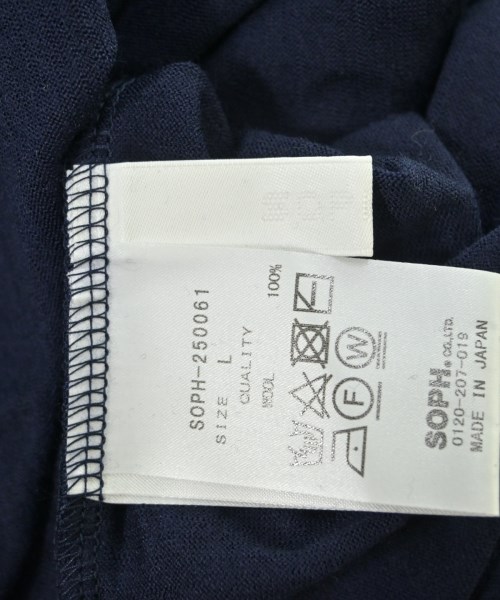 SOPH-250061
SIZE L
QUALITY
WOOL 100%
W
F
SOPH. CO.,LTD.
0120-207-019
MADE IN JAPAN